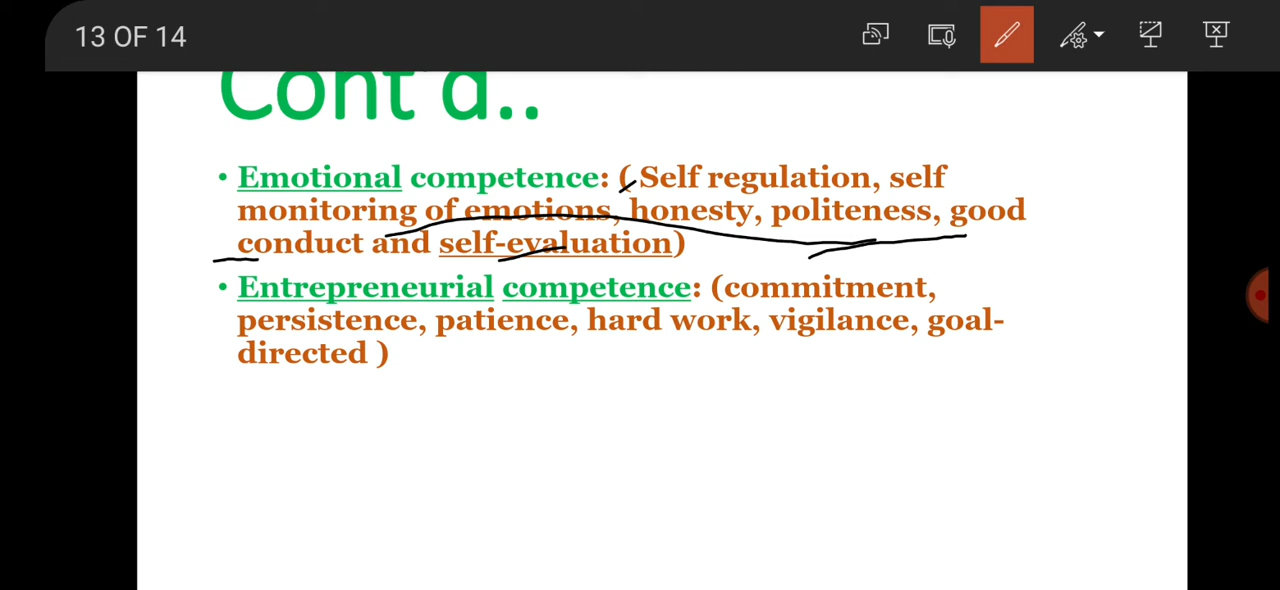 13 OF 14
Cont'd..
• Emotional competence: ( Self regulation, self
monitoring of emotions, honesty, politeness, good
conduct and self-evaluation)
• Entrepreneurial competence: (commitment,
persistence, patience, hard work, vigilance, goal-
directed )